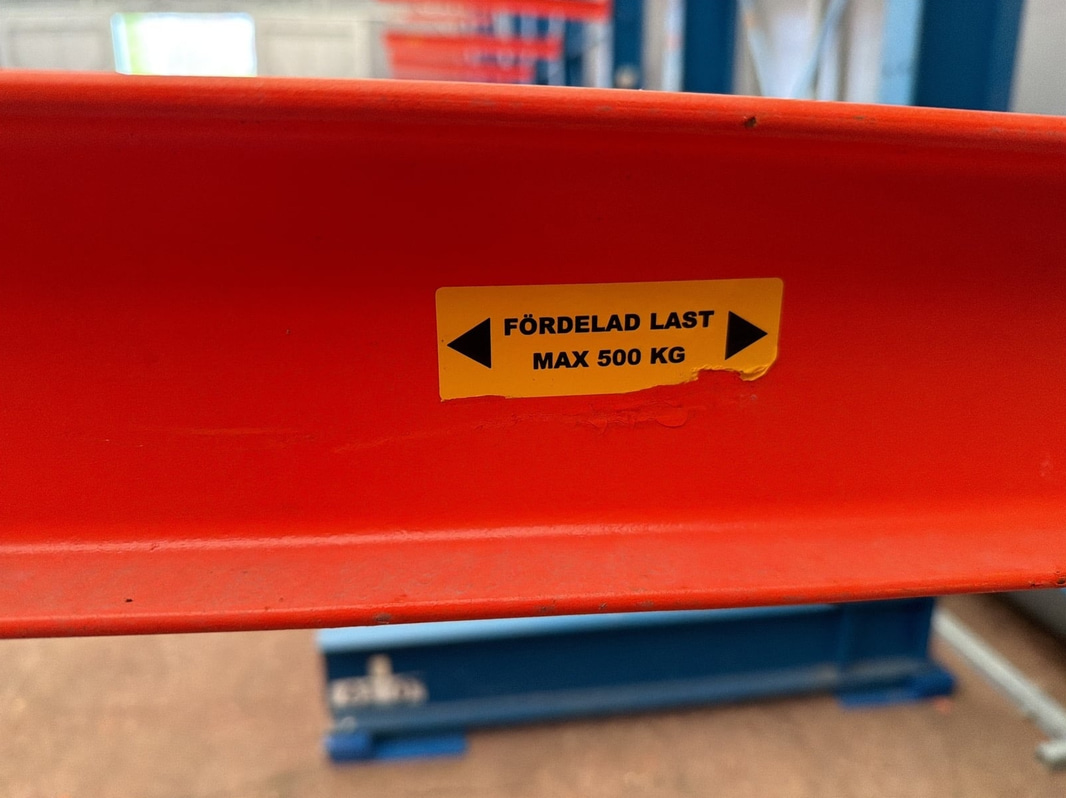 FÖRDELAD LAST
MAX 500 KG